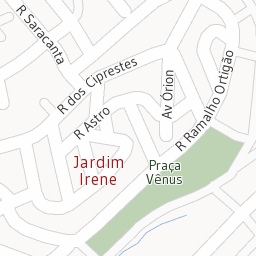 R Saracanta
R dos Ciprestes
Av Órion
R Ramalho Ortigão
R Astro
Jardim
Irene
Praça
Vênus